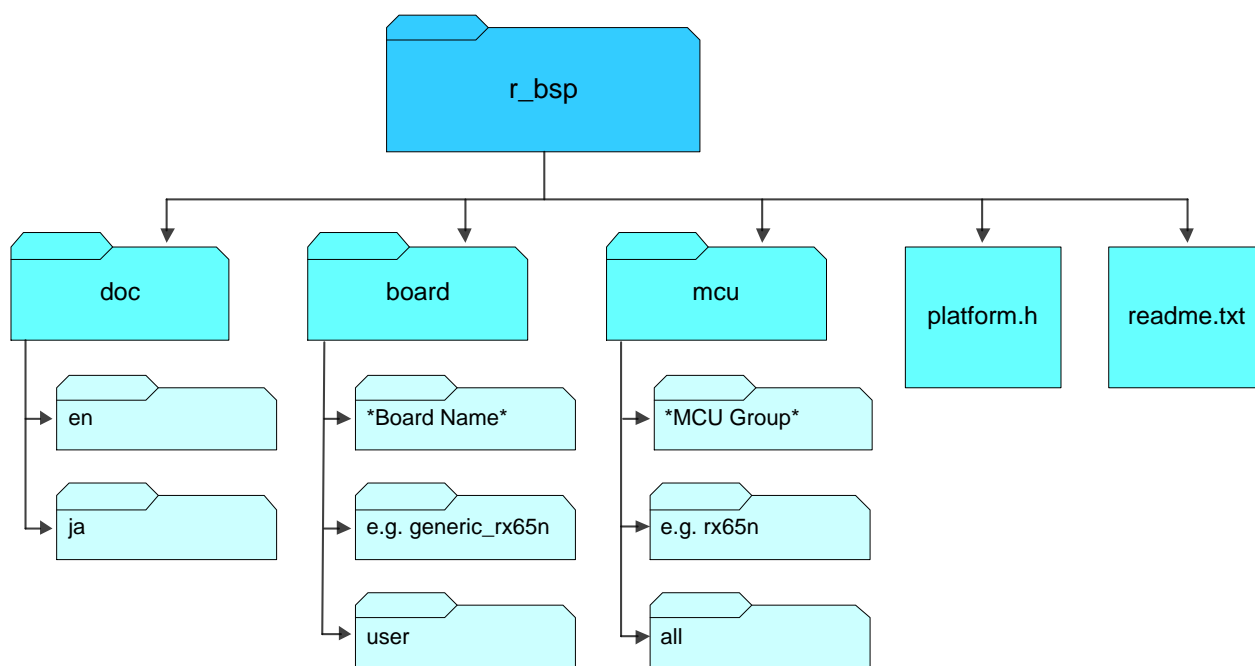 r_bsp
doc
board
mcu
platform.h
readme.txt
en
*Board Name*
*MCU Group*
ja
e.g. generic_rx65n
e.g. rx65n
user
all